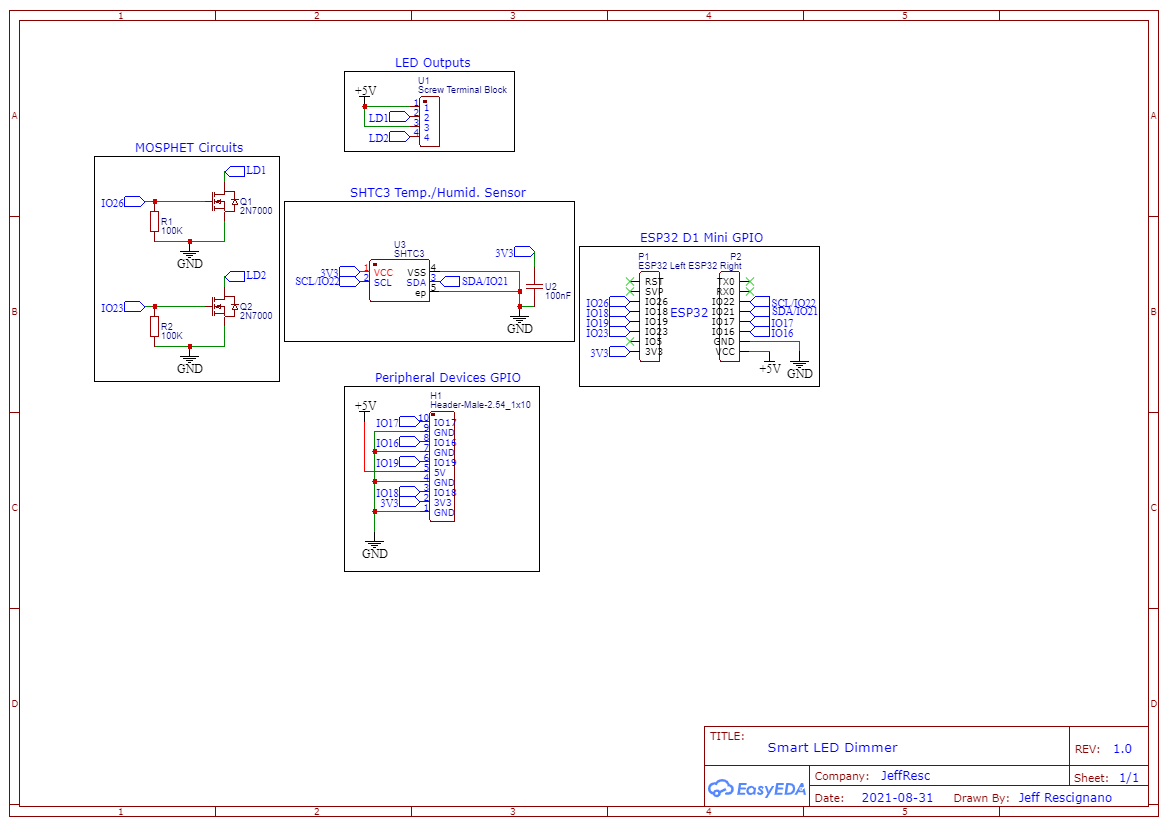 1 2 3 4 5
A A
B B
C C
D D
LED Outputs
+5V
U1
Screw Terminal Block
1 1
LD1 2 2
3 3
LD2 4 4
MOSPHET Circuits
LD1
IO26
Q1
2N7000
R1
100K
GND
LD2
IO23
Q2
2N7000
R2
100K
GND
SHTC3 Temp./Humid. Sensor
U3
SHTC3
3V3
3V3 1 VCC VSS 4
SCL/IO22 2 SCL SDA 3 SDA/IO21
ep 5
U2
100nF
GND
ESP32 D1 Mini GPIO
P1 P2
ESP32 Left ESP32 Right
RST TX0
SVP RX0
IO26 IO26 IO22 SCL/IO22
IO18 IO18 ESP32 IO21 SDA/IO21
IO19 IO19 IO17 IO17
IO23 IO23 IO16 IO16
IO5 GND
3V3 3V3 VCC
+5V GND
Peripheral Devices GPIO
H1
Header-Male-2.54_1x10
+5V
IO17 10 IO17
9 GND
IO16 8 IO16
7 GND
IO19 6 IO19
5 5V
4 GND
IO18 3 IO18
3V3 2 3V3
1 GND
GND
TITLE:
Smart LED Dimmer
REV: 1.0
EasyEDA
Company: JeffResc
Sheet: 1/1
Date: 2021-08-31 Drawn By: Jeff Rescignano
1 2 3 4 5